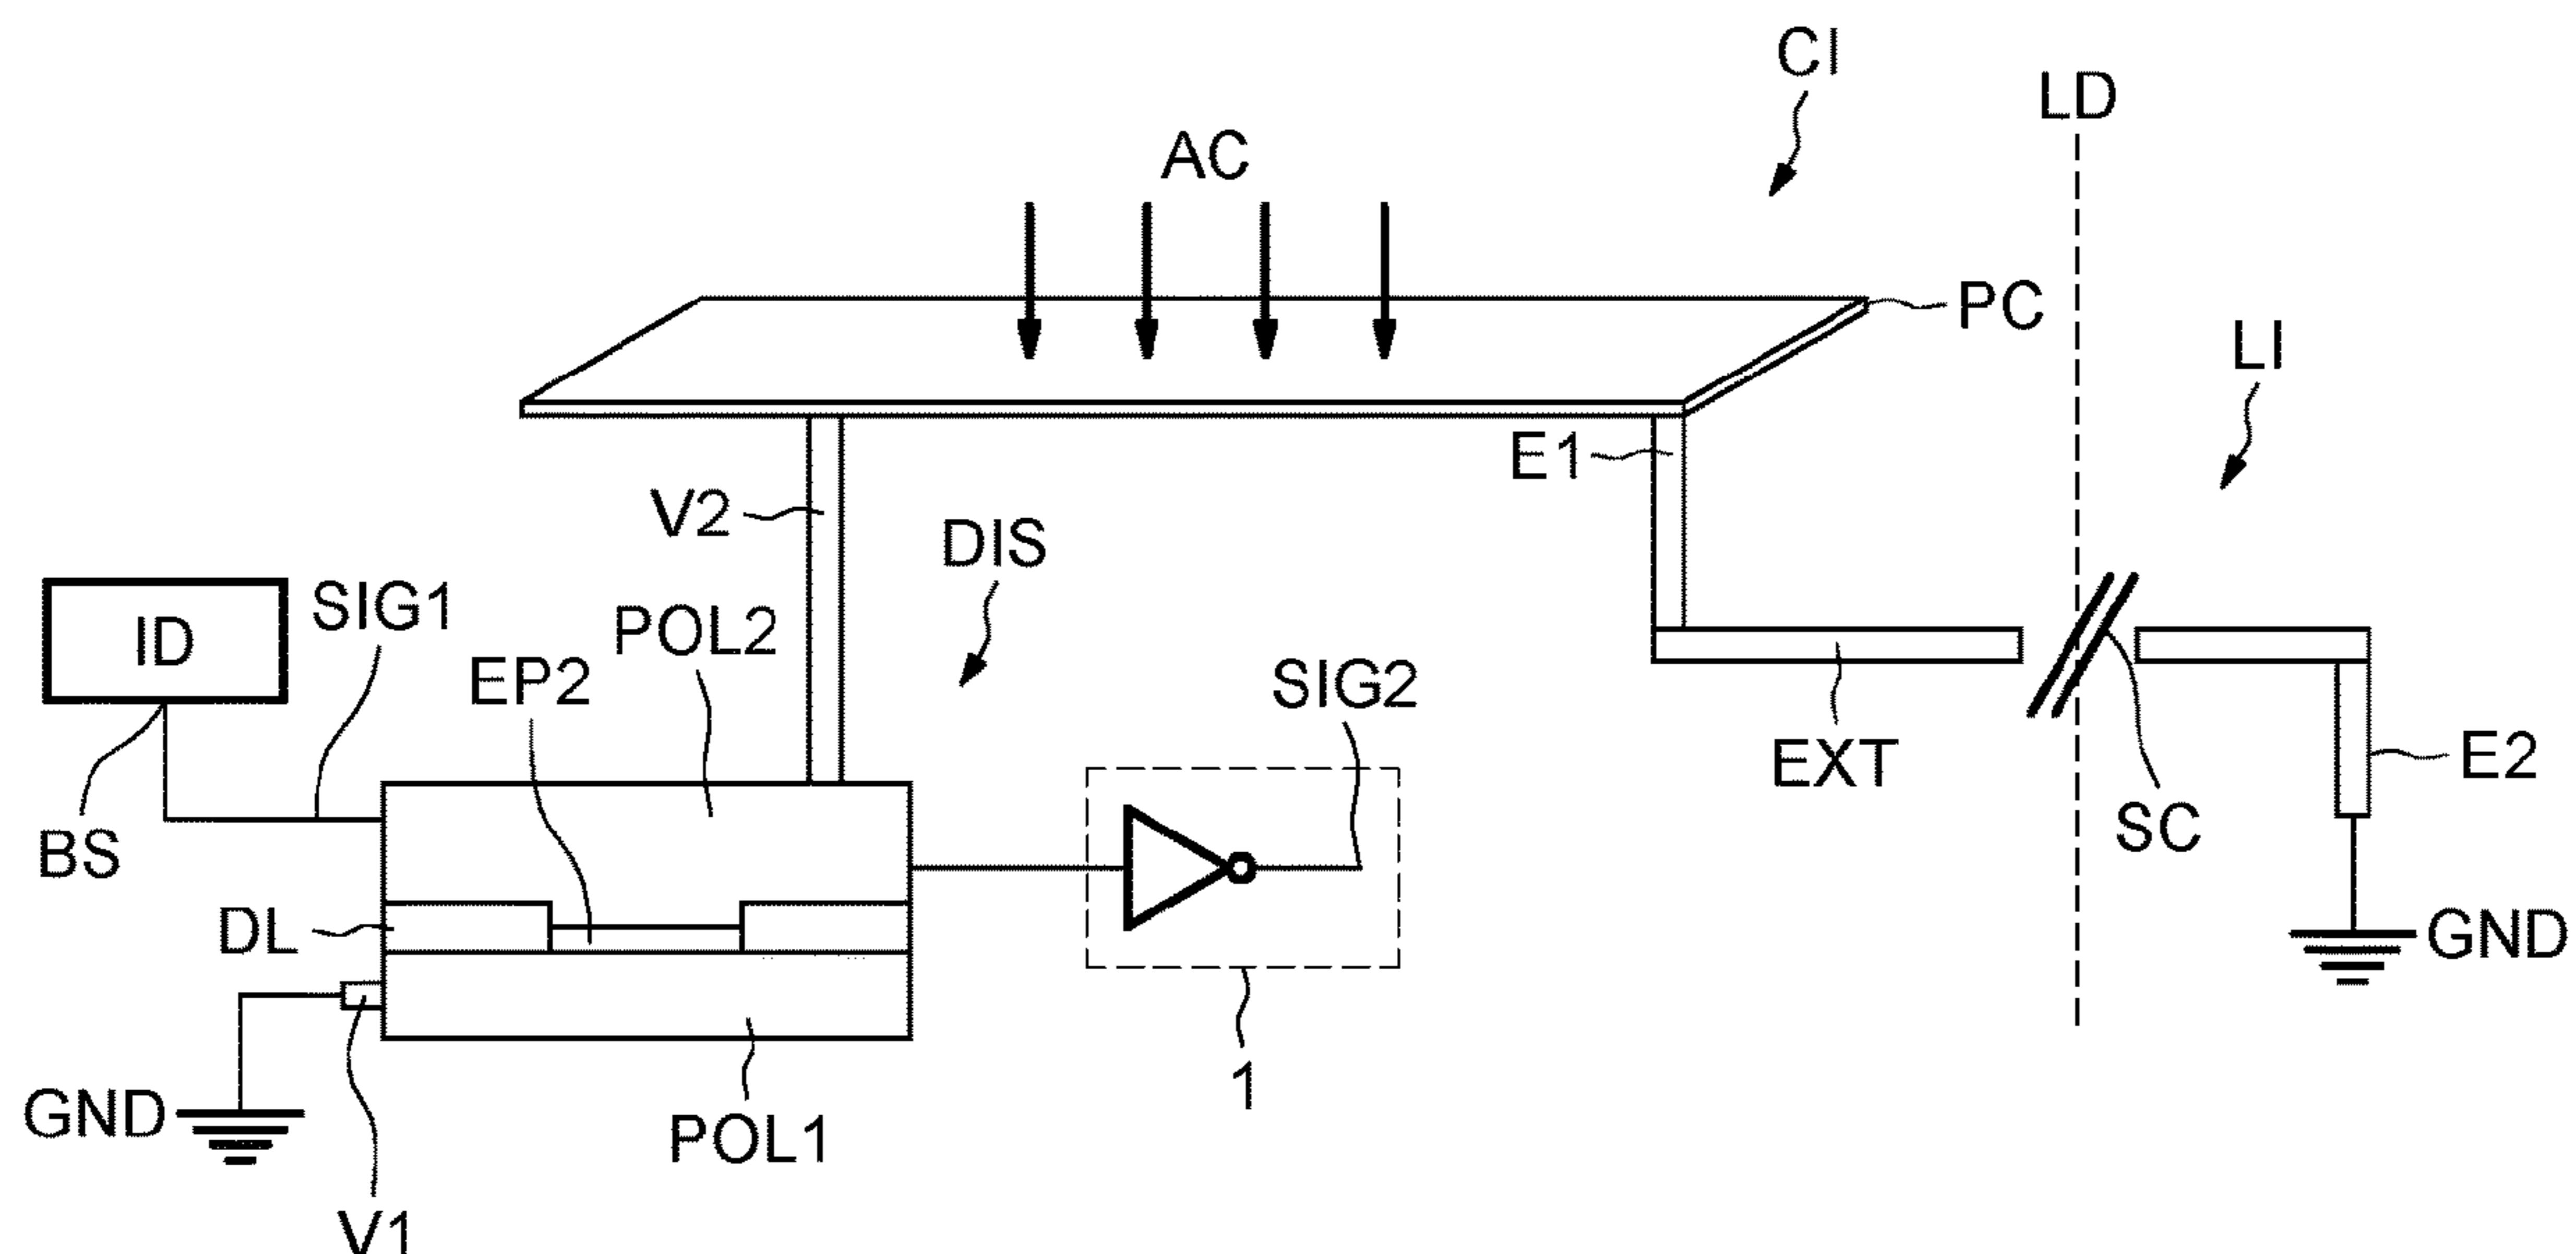 CI
LD
AC
PC
LI
E1
V2
DIS
ID
SIG1
POL2
EP2
SIG2
EXT
E2
BS
SC
DL
GND
1
GND
POL1
V1